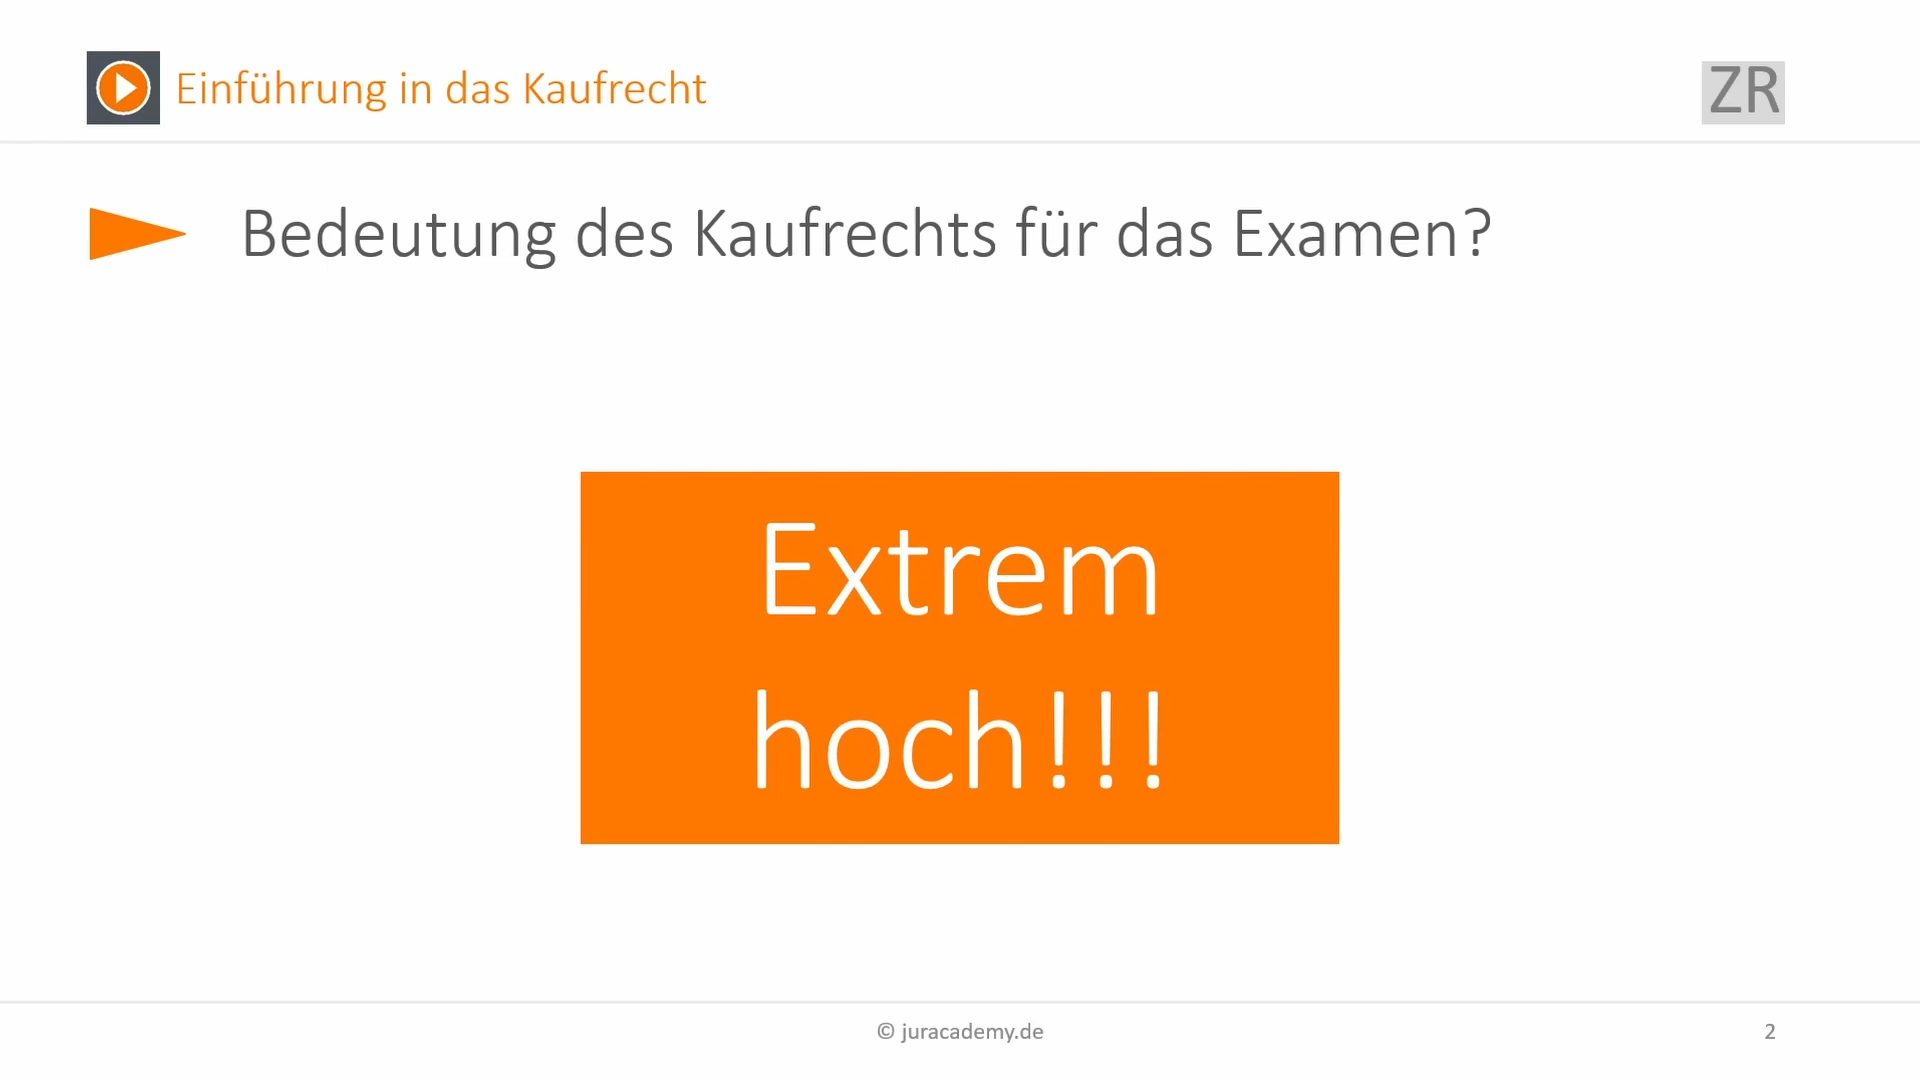 Einführung in das Kaufrecht
ZR
Bedeutung des Kaufrechts für das Examen?
Extrem
hoch!!!
© juracademy.de
2